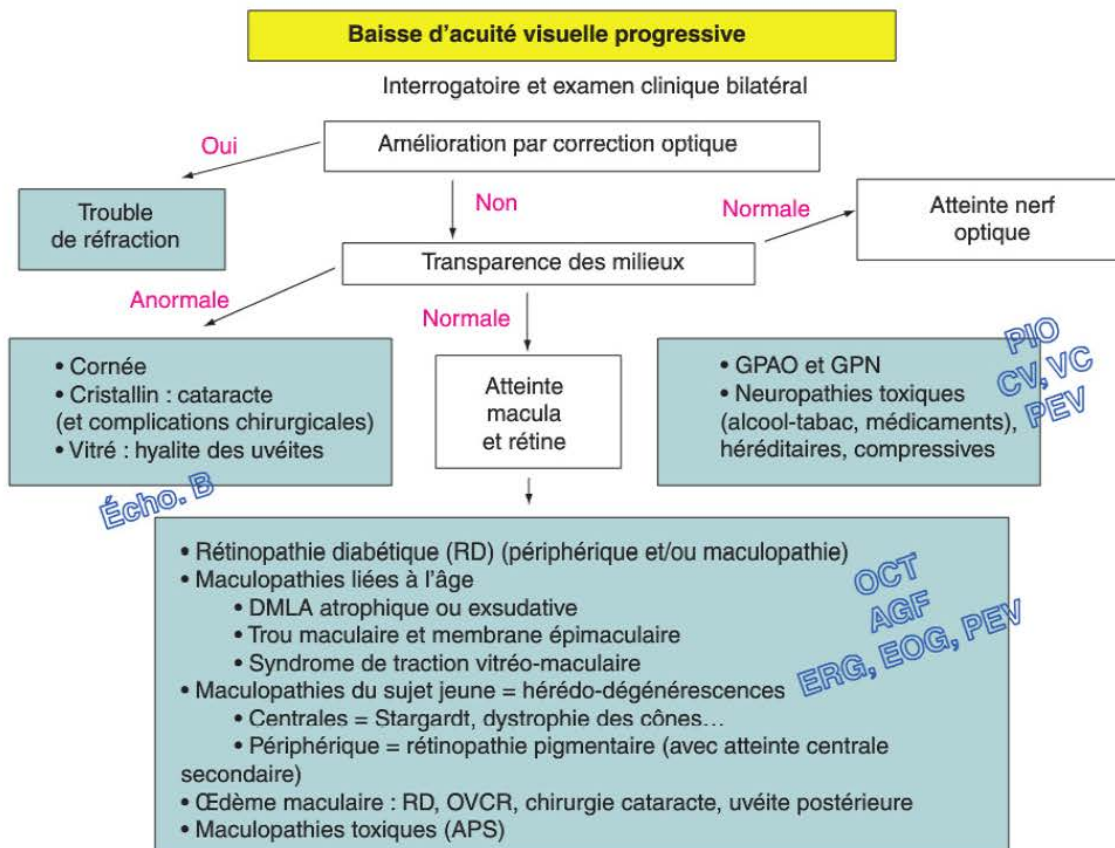 Baisse d'acuité visuelle progressive
Interrogatoire et examen clinique bilatéral
Oui
Amélioration par correction optique
Trouble
de réfraction
Non
Normale
Atteinte nerf
optique
Transparence des milieux
Anormale
Normale
• Cornée
• Cristallin : cataracte
(et complications chirurgicales)
• Vitré : hyalite des uvéites
Écho. B
Atteinte
macula
et rétine
• GPAO et GPN
• Neuropathies toxiques
(alcool-tabac, médicaments),
héréditaires, compressives
PIO
CV, VC
PEV
• Rétinopathie diabétique (RD) (périphérique et/ou maculopathie)
• Maculopathies liées à l'âge
• DMLA atrophique ou exsudative
• Trou maculaire et membrane épimaculaire
• Syndrome de traction vitréo-maculaire
• Maculopathies du sujet jeune = hérédo-dégénérescences
• Centrales = Stargardt, dystrophie des cônes…
• Périphérique = rétinopathie pigmentaire (avec atteinte centrale
secondaire)
• Œdème maculaire : RD, OVCR, chirurgie cataracte, uvéite postérieure
• Maculopathies toxiques (APS)
OCT
AGF
ERG, EOG, PEV